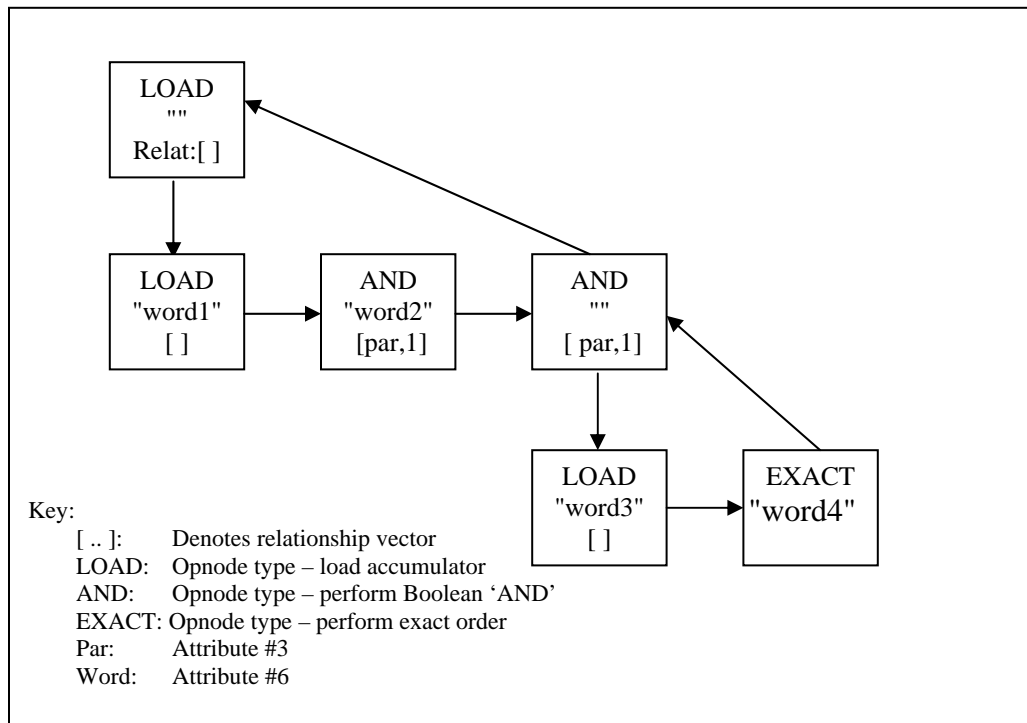 LOAD
""
Relat:[ ]
LOAD
"word1"
[ ]
AND
"word2"
[par,1]
AND
""
[ par,1]
LOAD
"word3"
[ ]
EXACT
"word4"
Key:
[ .. ]: Denotes relationship vector
LOAD: Opnode type – load accumulator
AND: Opnode type – perform Boolean ‘AND’
EXACT: Opnode type – perform exact order
Par: Attribute #3
Word: Attribute #6